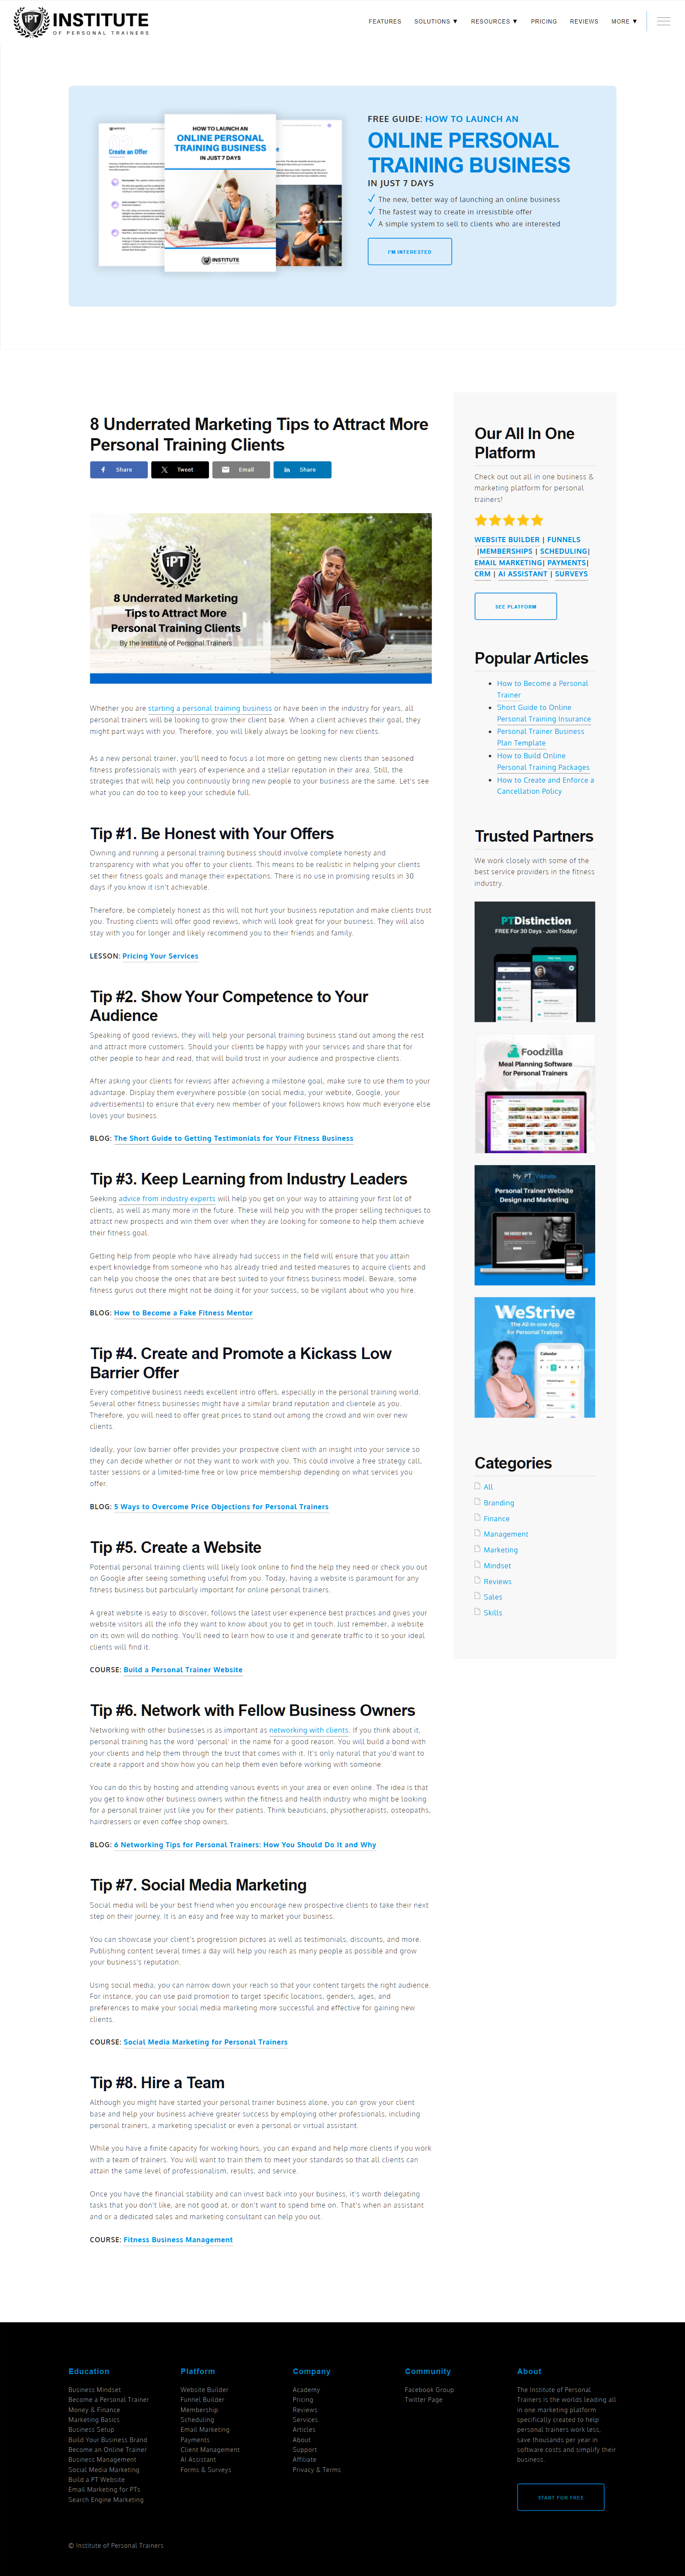 IPT INSTITUTE
OF PERSONAL TRAINERS
FEATURES SOLUTIONS ▼ RESOURCES ▼ PRICING REVIEWS MORE ▼
INSTITUTE
Create an Offer
HOW TO LAUNCH AN
ONLINE PERSONAL
TRAINING BUSINESS
IN JUST 7 DAYS
INSTITUTE
FREE GUIDE: HOW TO LAUNCH AN
ONLINE PERSONAL
TRAINING BUSINESS
IN JUST 7 DAYS
The new, better way of launching an online business
The fastest way to create in irresistible offer
A simple system to sell to clients who are interested
I'M INTERESTED
8 Underrated Marketing Tips to Attract More
Personal Training Clients
Share Tweet Email Share
IPT
8 Underrated Marketing
Tips to Attract More
Personal Training Clients
By the Institute of Personal Trainers
Whether you are starting a personal training business or have been in the industry for years, all
personal trainers will be looking to grow their client base. When a client achieves their goal, they
might part ways with you. Therefore, you will likely always be looking for new clients.
As a new personal trainer, you'll need to focus a lot more on getting new clients than seasoned
fitness professionals with years of experience and a stellar reputation in their area. Still, the
strategies that will help you continuously bring new people to your business are the same. Let's see
what you can do too to keep your schedule full.
Tip #1. Be Honest with Your Offers
Owning and running a personal training business should involve complete honesty and
transparency with what you offer to your clients. This means to be realistic in helping your clients
set their fitness goals and manage their expectations. There is no use in promising results in 30
days if you know it isn't achievable.
Therefore, be completely honest as this will not hurt your business reputation and make clients trust
you. Trusting clients will offer good reviews, which will look great for your business. They will also
stay with you for longer and likely recommend you to their friends and family.
LESSON: Pricing Your Services
Tip #2. Show Your Competence to Your
Audience
Speaking of good reviews, they will help your personal training business stand out among the rest
and attract more customers. Should your clients be happy with your services and share that for
other people to hear and read, that will build trust in your audience and prospective clients.
After asking your clients for reviews after achieving a milestone goal, make sure to use them to your
advantage. Display them everywhere possible (on social media, your website, Google, your
advertisements) to ensure that every new member of your followers knows how much everyone else
loves your business.
BLOG: The Short Guide to Getting Testimonials for Your Fitness Business
Tip #3. Keep Learning from Industry Leaders
Seeking advice from industry experts will help you get on your way to attaining your first lot of
clients, as well as many more in the future. These will help you with the proper selling techniques to
attract new prospects and win them over when they are looking for someone to help them achieve
their fitness goal.
Getting help from people who have already had success in the field will ensure that you attain
expert knowledge from someone who has already tried and tested measures to acquire clients and
can help you choose the ones that are best suited to your fitness business model. Beware, some
fitness gurus out there might not be doing it for your success, so be vigilant about who you hire.
BLOG: How to Become a Fake Fitness Mentor
Tip #4. Create and Promote a Kickass Low
Barrier Offer
Every competitive business needs excellent intro offers, especially in the personal training world.
Several other fitness businesses might have a similar brand reputation and clientele as you.
Therefore, you will need to offer great prices to stand out among the crowd and win over new
clients.
Ideally, your low barrier offer provides your prospective client with an insight into your service so
they can decide whether or not they want to work with you. This could involve a free strategy call,
taster sessions or a limited-time free or low price membership depending on what services you
offer.
BLOG: 5 Ways to Overcome Price Objections for Personal Trainers
Tip #5. Create a Website
Potential personal training clients will likely look online to find the help they need or check you out
on Google after seeing something useful from you. Today, having a website is paramount for any
fitness business but particularly important for online personal trainers.
A great website is easy to discover, follows the latest user experience best practices and gives your
website visitors all the info they want to know about you to get in touch. Just remember, a website
on its own will do nothing. You'll need to learn how to use it and generate traffic to it so your ideal
clients will find it.
COURSE: Build a Personal Trainer Website
Tip #6. Network with Fellow Business Owners
Networking with other businesses is as important as networking with clients. If you think about it,
personal training has the word 'personal' in the name for a good reason. You will build a bond with
your clients and help them through the trust that comes with it. It's only natural that you'd want to
create a rapport and show how you can help them even before working with someone.
You can do this by hosting and attending various events in your area or even online. The idea is that
you get to know other business owners within the fitness and health industry who might be looking
for a personal trainer just like you for their patients. Think beauticians, physiotherapists, osteopaths,
hairdressers or even coffee shop owners.
BLOG: 6 Networking Tips for Personal Trainers: How You Should Do It and Why
Tip #7. Social Media Marketing
Social media will be your best friend when you encourage new prospective clients to take their next
step on their journey. It is an easy and free way to market your business.
You can showcase your client's progression pictures as well as testimonials, discounts, and more.
Publishing content several times a day will help you reach as many people as possible and grow
your business's reputation.
Using social media, you can narrow down your reach so that your content targets the right audience.
For instance, you can use paid promotion to target specific locations, genders, ages, and
preferences to make your social media marketing more successful and effective for gaining new
clients.
COURSE: Social Media Marketing for Personal Trainers
Tip #8. Hire a Team
Although you might have started your personal trainer business alone, you can grow your client
base and help your business achieve greater success by employing other professionals, including
personal trainers, a marketing specialist or even a personal or virtual assistant.
While you have a finite capacity for working hours, you can expand and help more clients if you work
with a team of trainers. You will want to train them to meet your standards so that all clients can
attain the same level of professionalism, results, and service.
Once you have the financial stability and can invest back into your business, it's worth delegating
tasks that you don't like, are not good at, or don't want to spend time on. That's when an assistant
and or a dedicated sales and marketing consultant can help you out.
COURSE: Fitness Business Management
Our All In One
Platform
Check out out all in one business &
marketing platform for personal
trainers!
WEBSITE BUILDER | FUNNELS
|MEMBERSHIPS | SCHEDULING|
EMAIL MARKETING| PAYMENTS|
CRM | AI ASSISTANT | SURVEYS
SEE PLATFORM
Popular Articles
How to Become a Personal
Trainer
Short Guide to Online
Personal Training Insurance
Personal Trainer Business
Plan Template
How to Build Online
Personal Training Packages
How to Create and Enforce a
Cancellation Policy
Trusted Partners
We work closely with some of the
best service providers in the fitness
industry.
PTDistinction
FREE For 30 Days - Join Today!
Foodzilla
Meal Planning Software
for Personal Trainers
My PT Website
Personal Trainer Website
Design and Marketing
WeStrive
The All-in-one App
for Personal Trainers
Calendar
Categories
All
Branding
Finance
Management
Marketing
Mindset
Reviews
Sales
Skills
Education
Business Mindset
Become a Personal Trainer
Money & Finance
Marketing Basics
Business Setup
Build Your Business Brand
Become an Online Trainer
Business Management
Social Media Marketing
Build a PT Website
Email Marketing for PTs
Search Engine Marketing
Platform
Website Builder
Funnel Builder
Membership
Scheduling
Email Marketing
Payments
Client Management
AI Assistant
Forms & Surveys
Company
Academy
Pricing
Reviews
Services
Articles
About
Support
Affiliate
Privacy & Terms
Community
Facebook Group
Twitter Page
About
The Institute of Personal
Trainers is the worlds leading all
in one marketing platform
specifically created to help
personal trainers work less,
save thousands per year in
software costs and simplify their
business.
START FOR FREE
© Institute of Personal Trainers